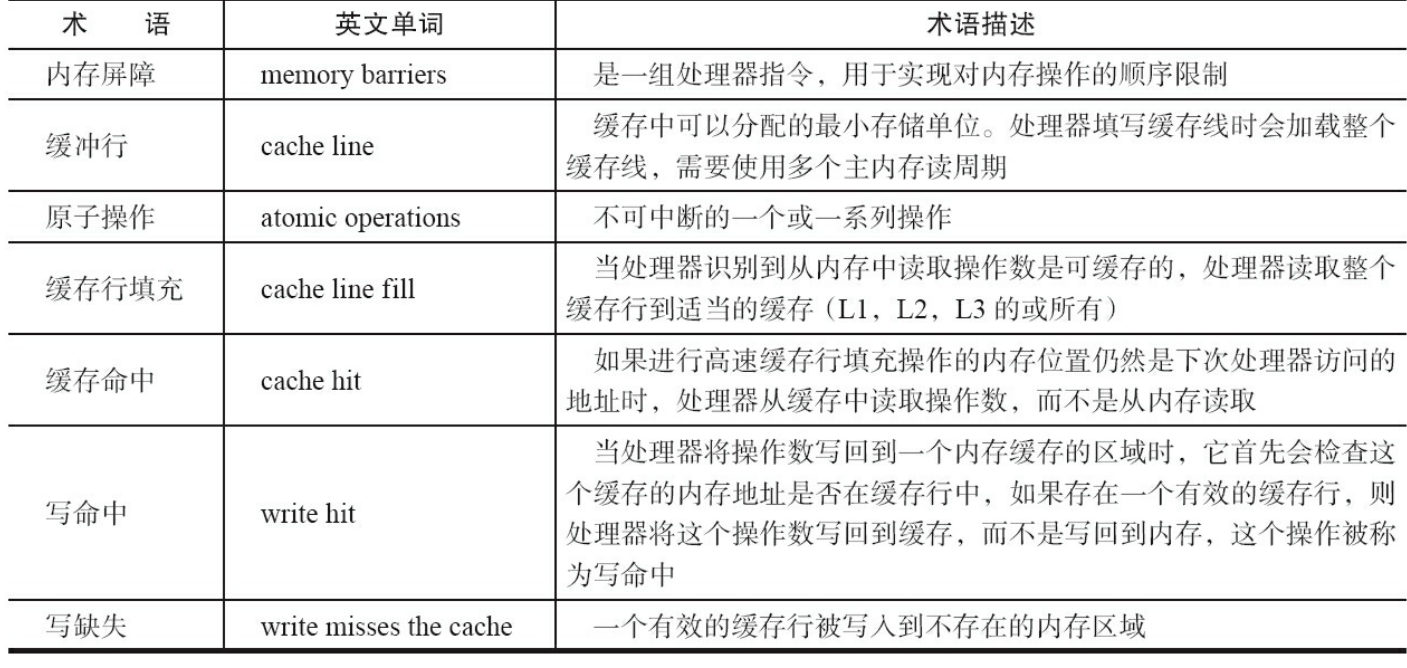 术 语 英文单词 术语描述
内存屏障 memory barriers 是一组处理器指令，用于实现对内存操作的顺序限制
缓冲行 cache line 缓存中可以分配的最小存储单位。处理器填写缓存线时会加载整个
缓存线，需要使用多个主内存读周期
原子操作 atomic operations 不可中断的一个或一系列操作
缓存行填充 cache line fill 当处理器识别到从内存中读取操作数是可缓存的，处理器读取整个
缓存行到适当的缓存（L1，L2，L3 的或所有）
缓存命中 cache hit 如果进行高速缓存行填充操作的内存位置仍然是下次处理器访问的
地址时，处理器从缓存中读取操作数，而不是从内存读取
写命中 write hit 当处理器将操作数写回到一个内存缓存的区域时，它首先会检查这
个缓存的内存地址是否在缓存行中，如果存在一个有效的缓存行，则
处理器将这个操作数写回到缓存，而不是写回到内存，这个操作被称
为写命中
写缺失 write misses the cache 一个有效的缓存行被写入到不存在的内存区域